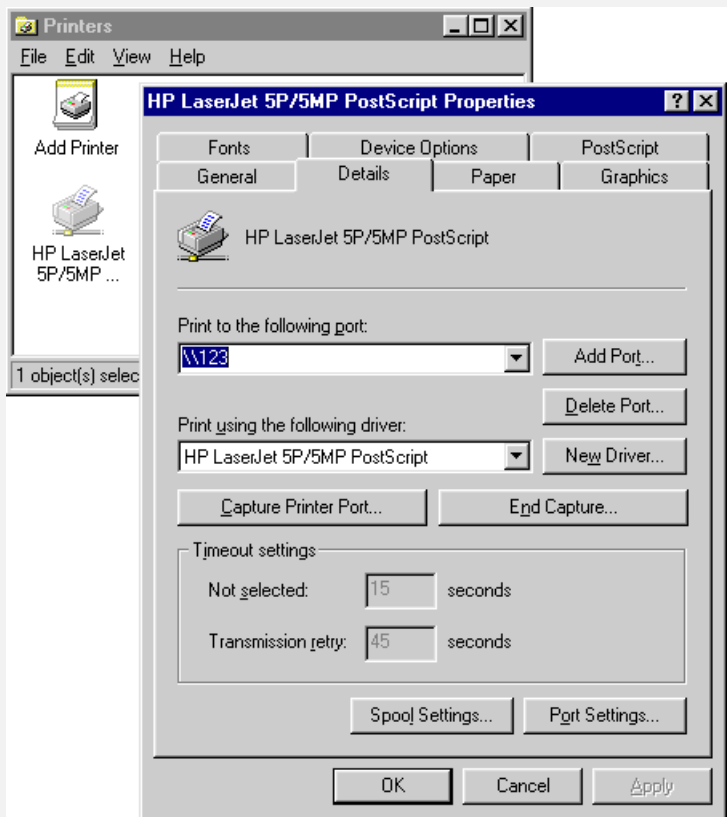 Printers
File Edit View Help
Add Printer
HP LaserJet
5P/5MP ...
1 object(s) selec
HP LaserJet 5P/5MP PostScript Properties
Fonts Device Options PostScript
General Details Paper Graphics
HP LaserJet 5P/5MP PostScript
Print to the following port:
\\123
Add Port...
Delete Port...
Print using the following driver:
HP LaserJet 5P/5MP PostScript
New Driver...
Capture Printer Port... End Capture...
Timeout settings
Not selected: 15 seconds
Transmission retry: 45 seconds
Spool Settings... Port Settings...
OK Cancel Apply